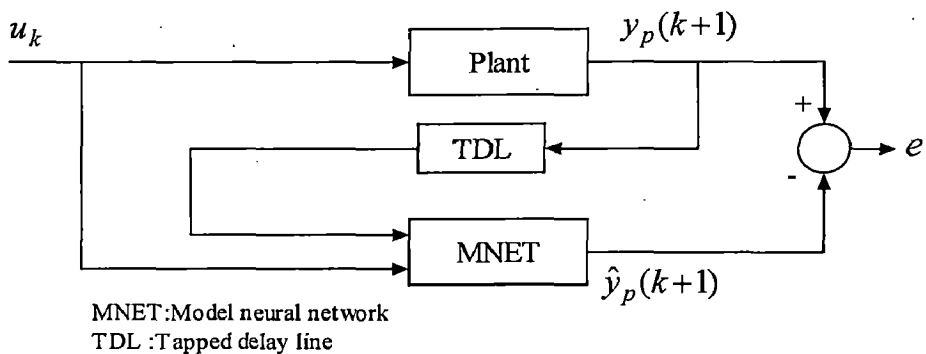 u_k
y_p(k+1)
Plant
+
TDL
e
-
MNET
ŷ_p(k+1)
MNET:Model neural network
TDL :Tapped delay line